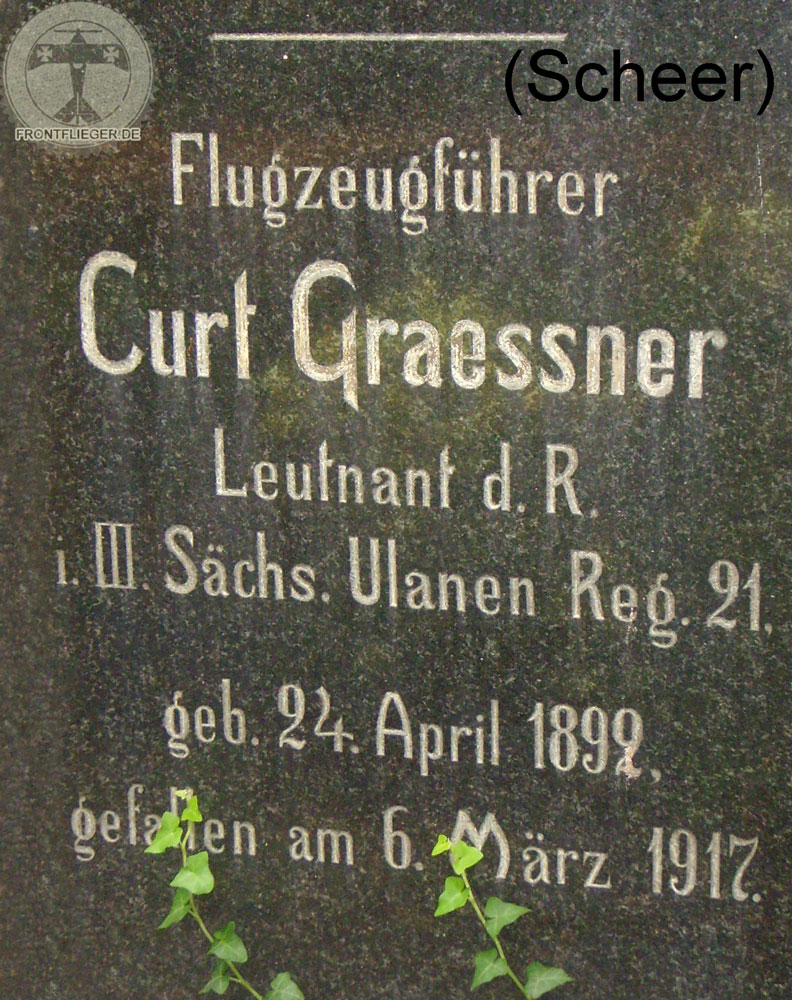 (Scheer)
FRONTFLIEGER.DE
Flugzeugführer
Curt Graessner
Leutnant d. R.
i. III. Sächs. Ulanen Reg. 21,
geb. 24. April 1892,
gefallen am 6. März 1917.